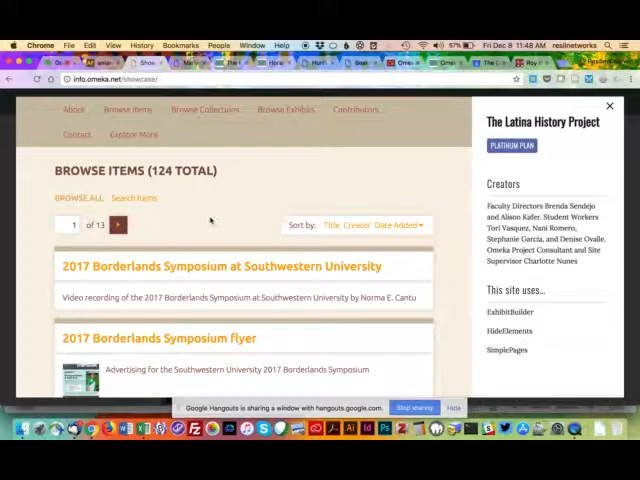 Chrome File Edit View History Bookmarks People Window Help 57% Fri Dec 8 11:48 AM resilnetworks
info.omeka.net/showcase/
About Browse Items Browse Collections Browse Exhibits Contributors
Contact Explore More
BROWSE ITEMS (124 TOTAL)
BROWSE ALL Search Items
1 of 13
Sort by: Title Creator Date Added
2017 Borderlands Symposium at Southwestern University
Video recording of the 2017 Borderlands Symposium at Southwestern University by Norma E. Cantu
2017 Borderlands Symposium flyer
Advertising for the Southwestern University 2017 Borderlands Symposium
The Latina History Project
PLATINUM PLAN
Creators
Faculty Directors Brenda Sendejo
and Alison Kafer. Student Workers
Tori Vasquez, Nani Romero,
Stephanie Garcia, and Denise Ovalle.
Omeka Project Consultant and Site
Supervisor Charlotte Nunes
This site uses...
ExhibitBuilder
HideElements
SimplePages
Google Hangouts is sharing a window with hangouts.google.com. Stop sharing Hide